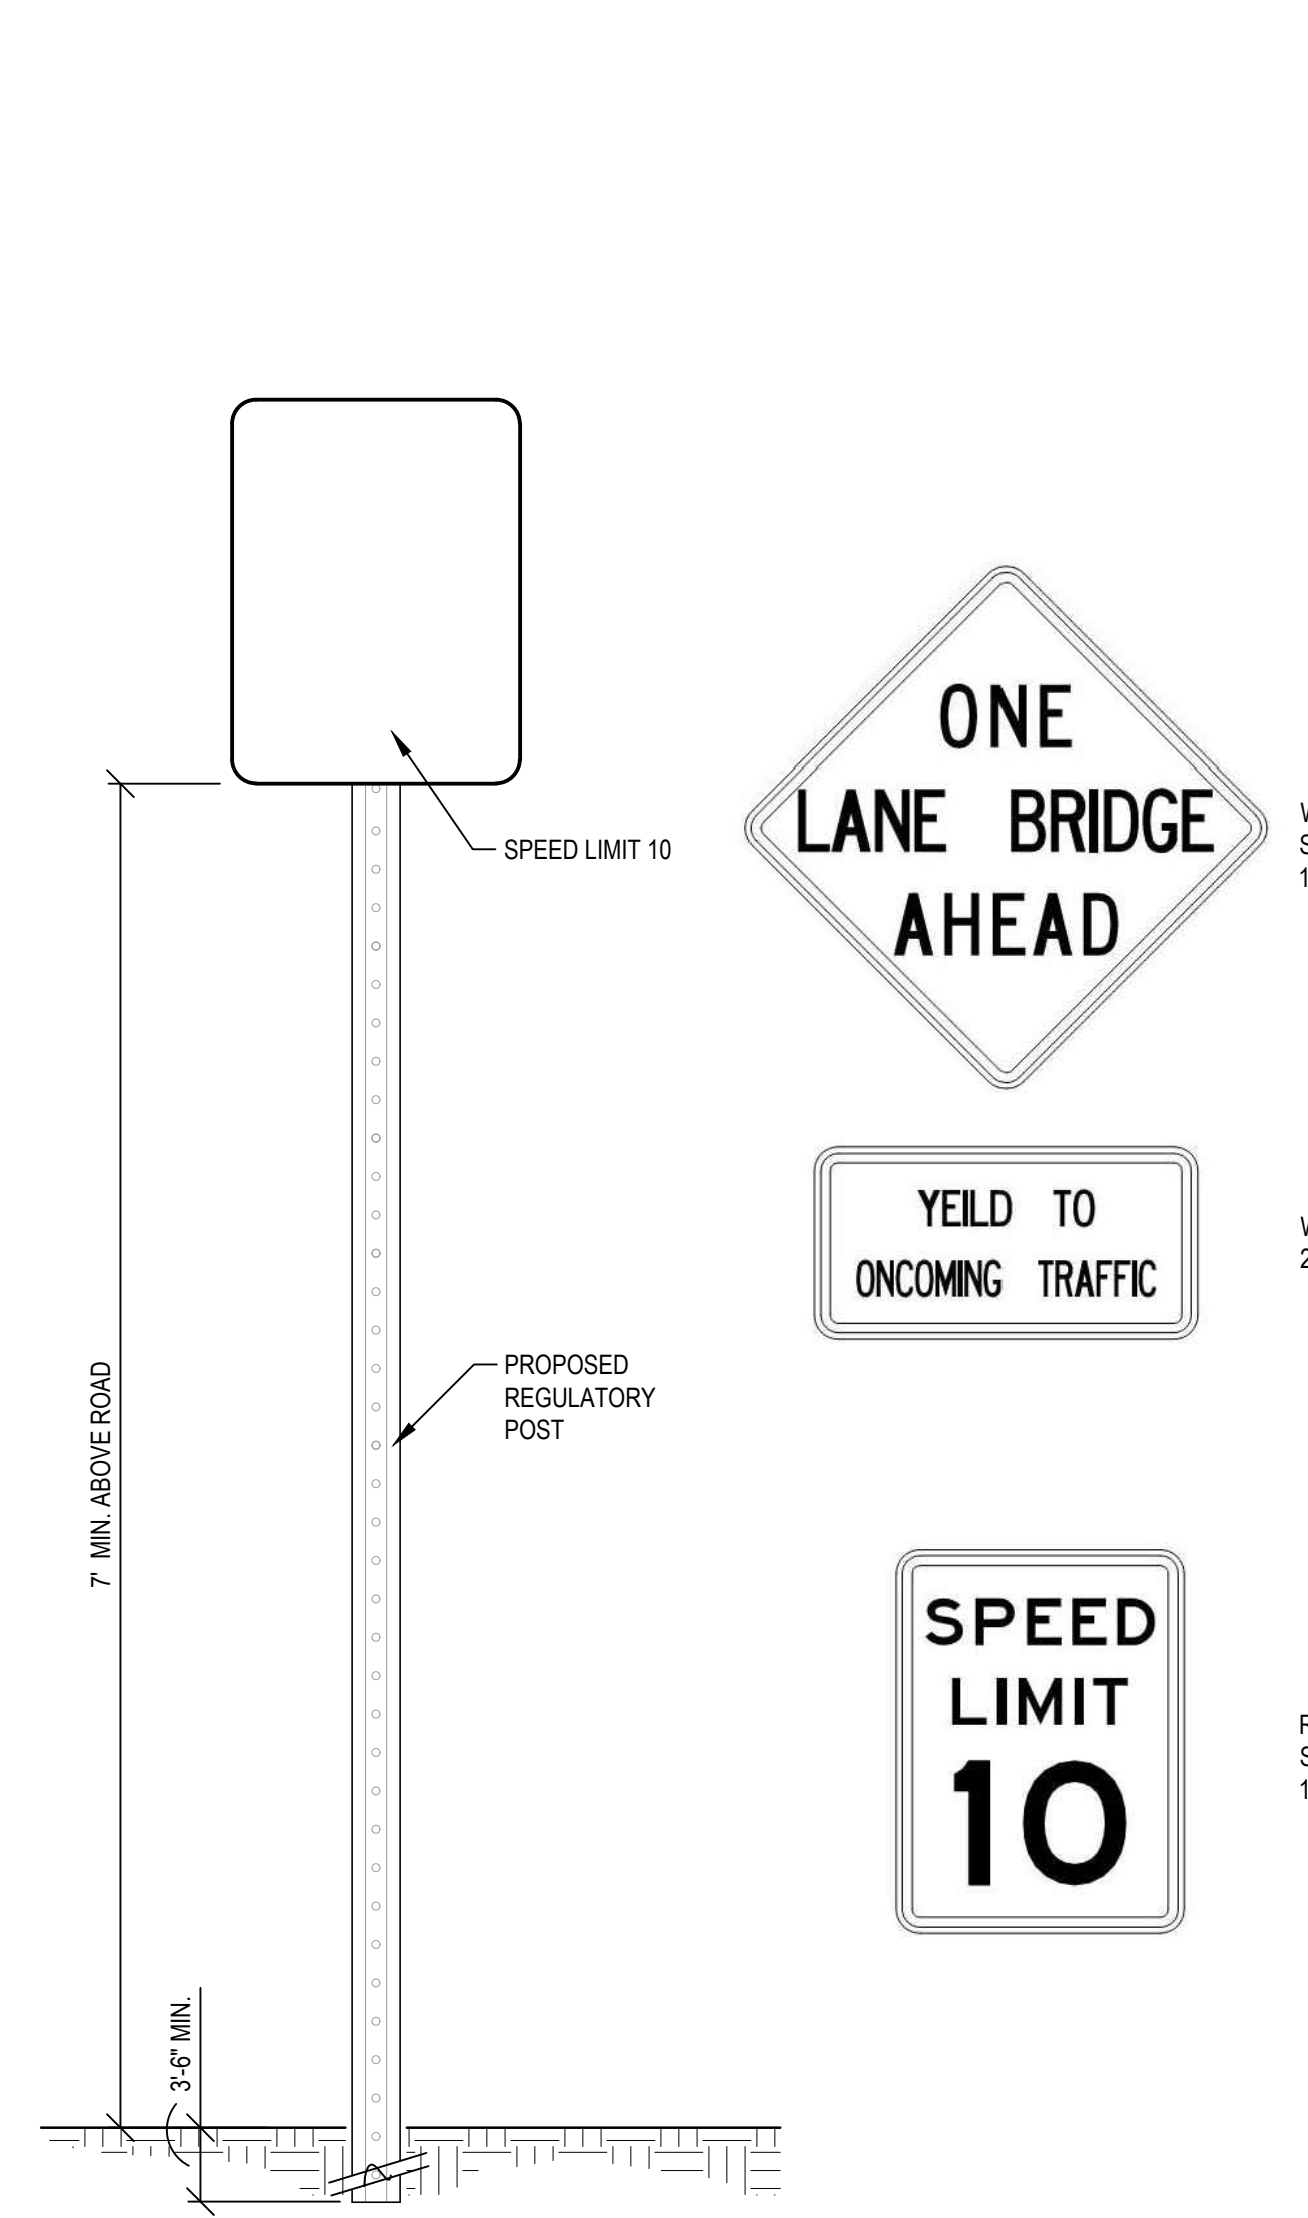 SPEED LIMIT 10
7' MIN. ABOVE ROAD
PROPOSED
REGULATORY
POST
3'-6" MIN.
ONE
LANE BRIDGE
AHEAD
YEILD TO
ONCOMING TRAFFIC
SPEED
LIMIT
10